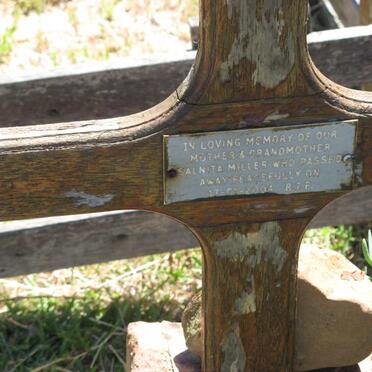 IN LOVING MEMORY OF OUR
MOTHER & GRANDMOTHER
MILLER WHO PASSED
AWAY PEACEFULLY ON
R.I.P.